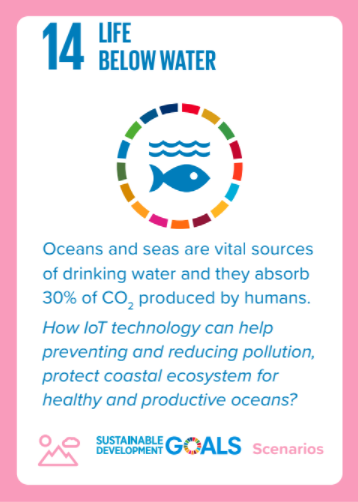 14 LIFE
BELOW WATER
Oceans and seas are vital sources
of drinking water and they absorb
30% of CO₂ produced by humans.
How IoT technology can help
preventing and reducing pollution,
protect coastal ecosystem for
healthy and productive oceans?
SUSTAINABLE
DEVELOPMENT GOALS
Scenarios